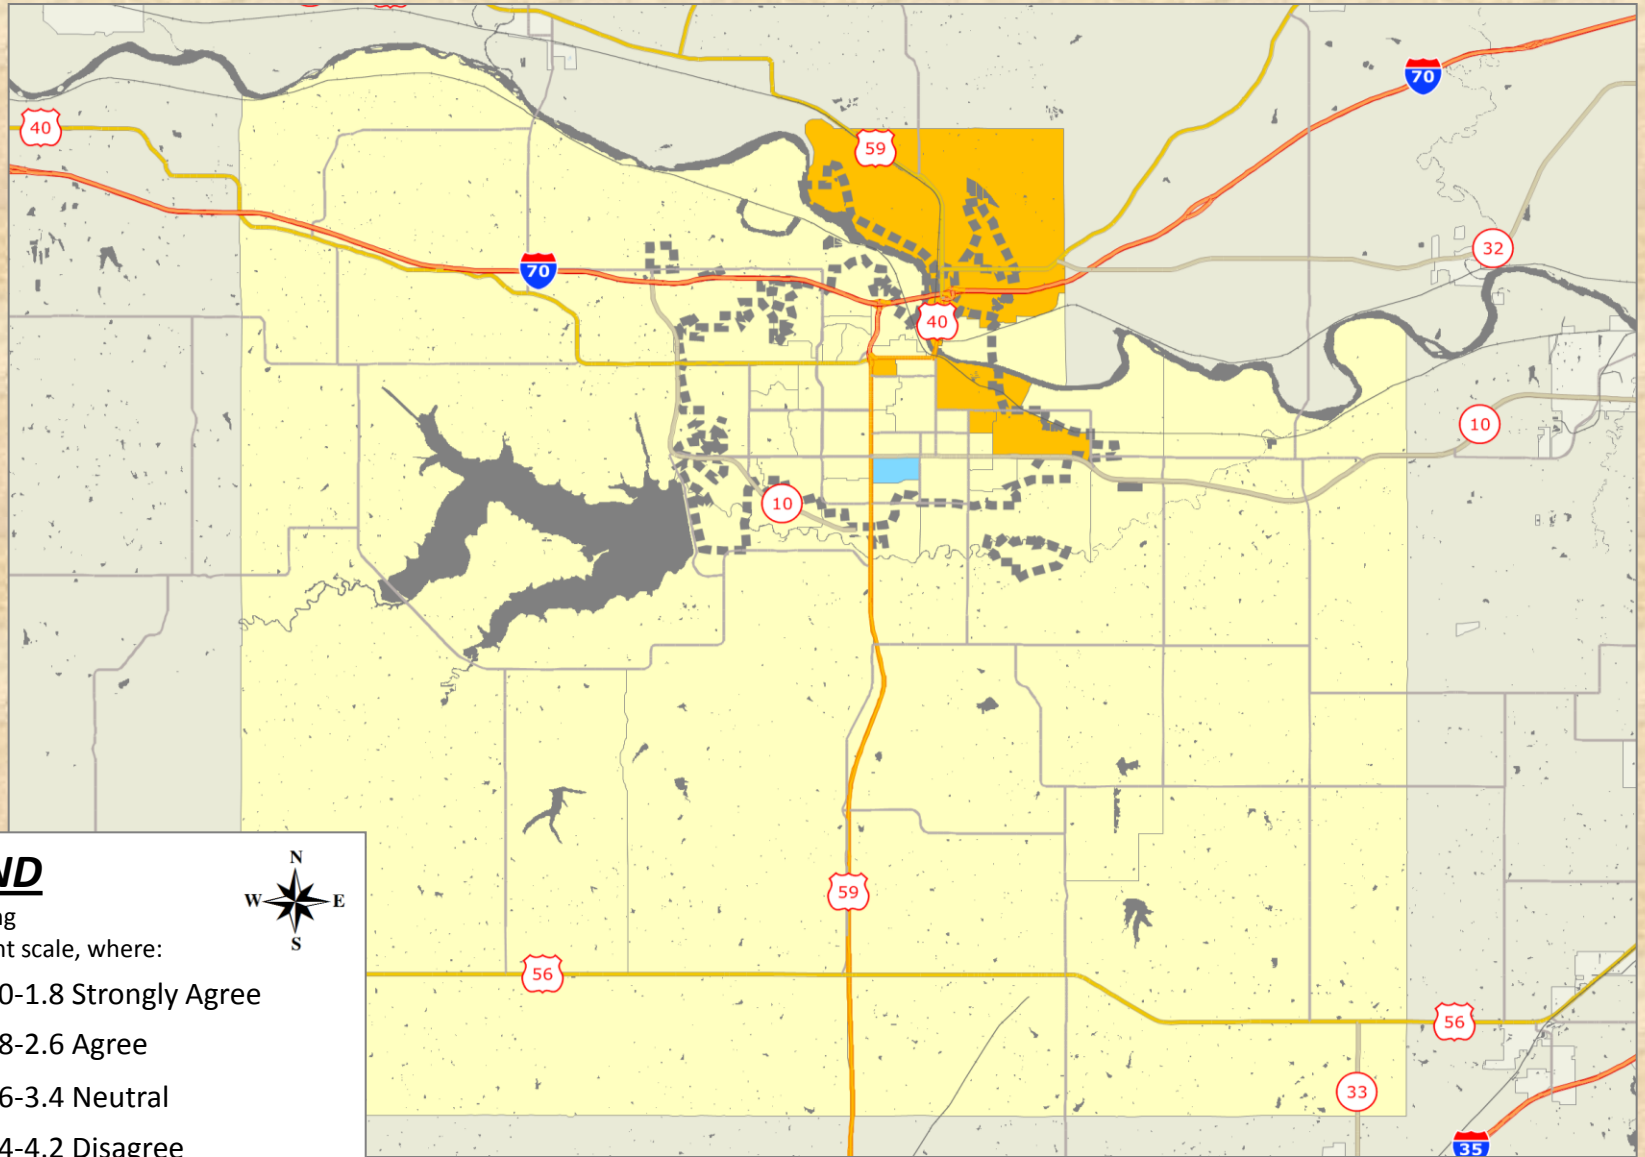 70
40
59
32
70
40
10
10
ND
N
W E
S
ng
nt scale, where:
0-1.8 Strongly Agree
8-2.6 Agree
6-3.4 Neutral
4-4.2 Disagree
59
56
56
33
35